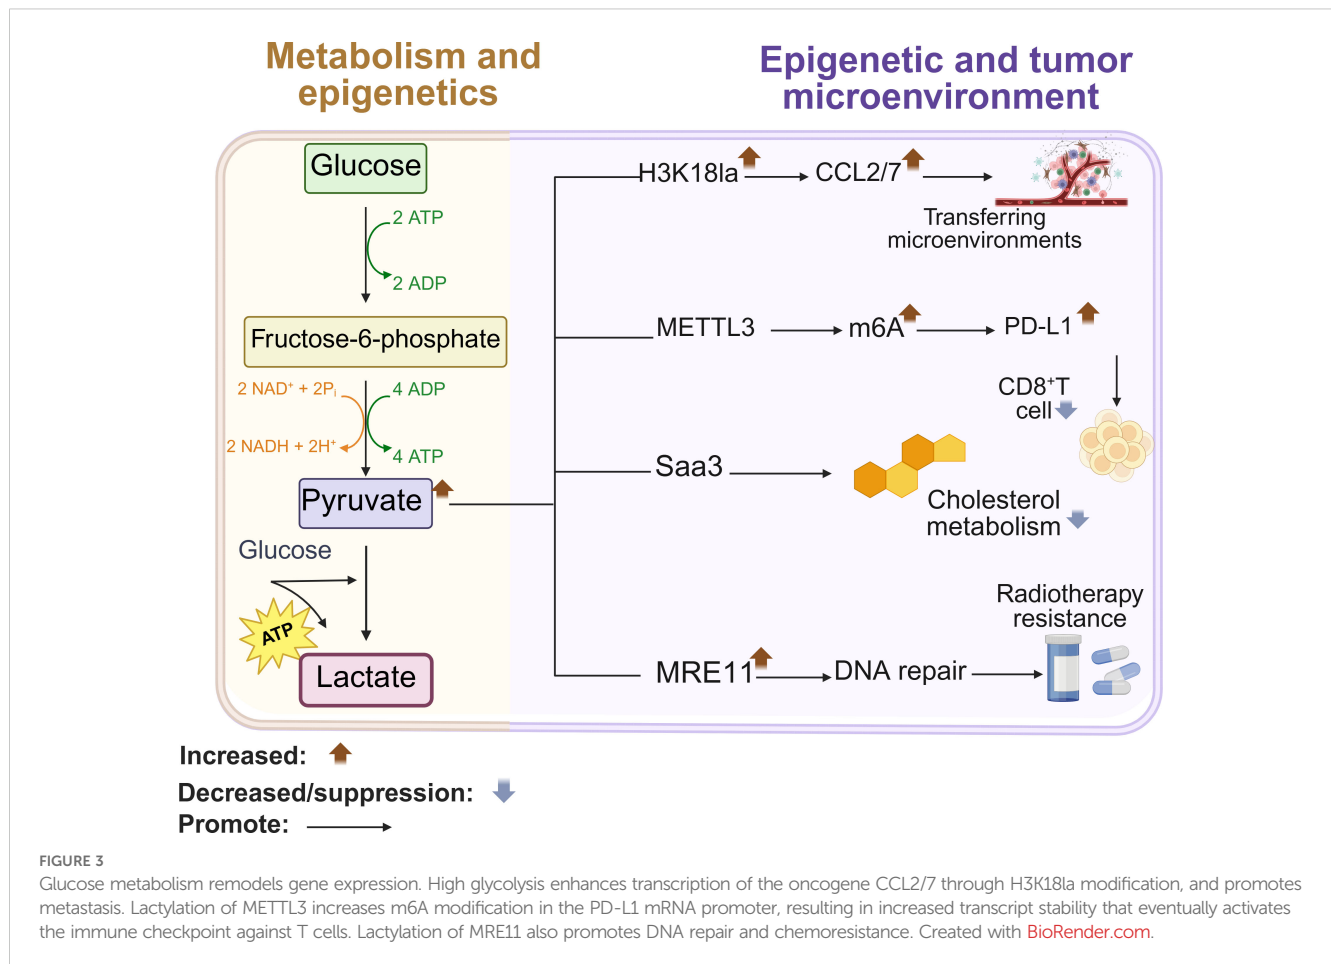 Metabolism and
epigenetics
Epigenetic and tumor
microenvironment
Glucose
2 ATP
2 ADP
Fructose-6-phosphate
2 NAD⁺ + 2Pᵢ
4 ADP
2 NADH + 2H⁺
4 ATP
Pyruvate
Glucose
ATP
Lactate
H3K18la
CCL2/7
Transferring
microenvironments
METTL3
m6A
PD-L1
CD8⁺T
cell
Saa3
Cholesterol
metabolism
Radiotherapy
resistance
MRE11
DNA repair
Increased:
Decreased/suppression:
Promote:
FIGURE 3
Glucose metabolism remodels gene expression. High glycolysis enhances transcription of the oncogene CCL2/7 through H3K18la modification, and promotes
metastasis. Lactylation of METTL3 increases m6A modification in the PD-L1 mRNA promoter, resulting in increased transcript stability that eventually activates
the immune checkpoint against T cells. Lactylation of MRE11 also promotes DNA repair and chemoresistance. Created with BioRender.com.